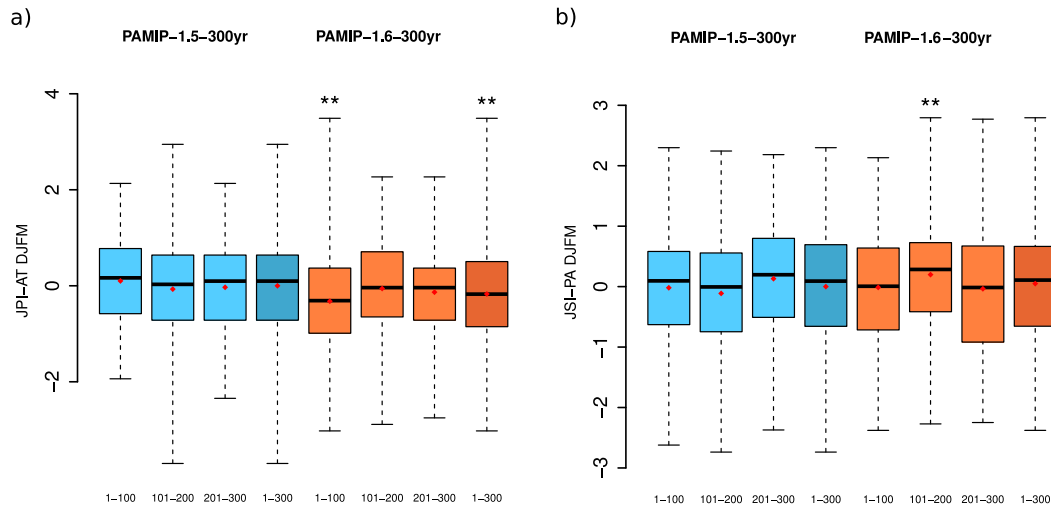 a)
PAMIP−1.5−300yr PAMIP−1.6−300yr
JPI−AT DJFM
4
2
0
−2
** **
1−100 101−200 201−300 1−300 1−100 101−200 201−300 1−300
b)
PAMIP−1.5−300yr PAMIP−1.6−300yr
JSI−PA DJFM
3
2
1
0
−1
−2
−3
**
1−100 101−200 201−300 1−300 1−100 101−200 201−300 1−300